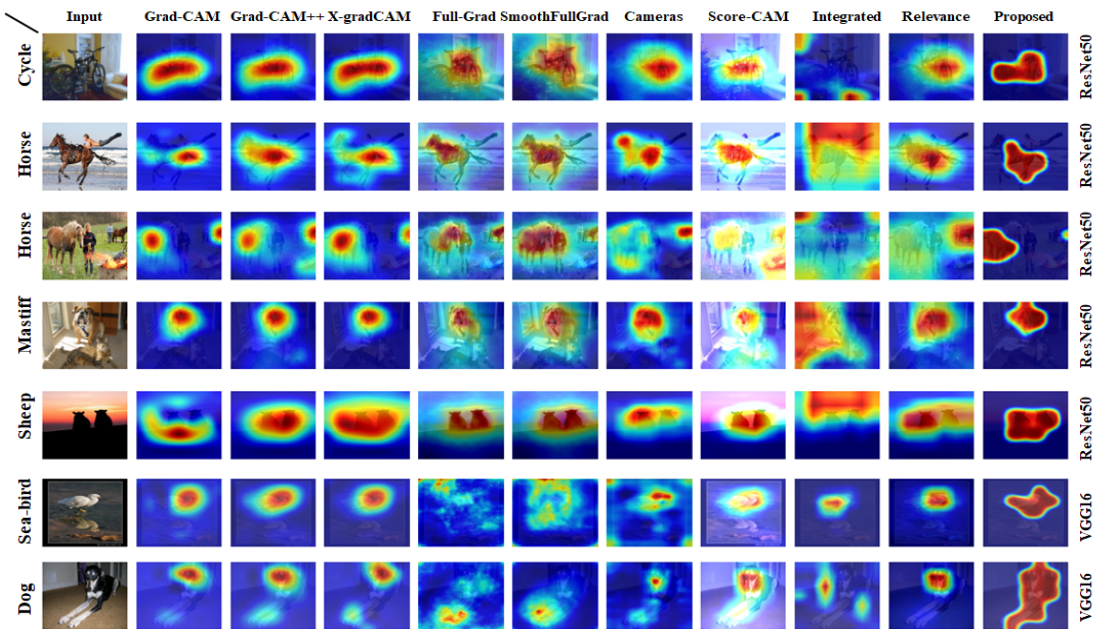 Input Grad-CAM Grad-CAM++ X-gradCAM Full-Grad SmoothFullGrad Cameras Score-CAM Integrated Relevance Proposed
Cycle ResNet50
Horse ResNet50
Horse ResNet50
Mastiff ResNet50
Sheep ResNet50
Sea-bird VGG16
Dog VGG16